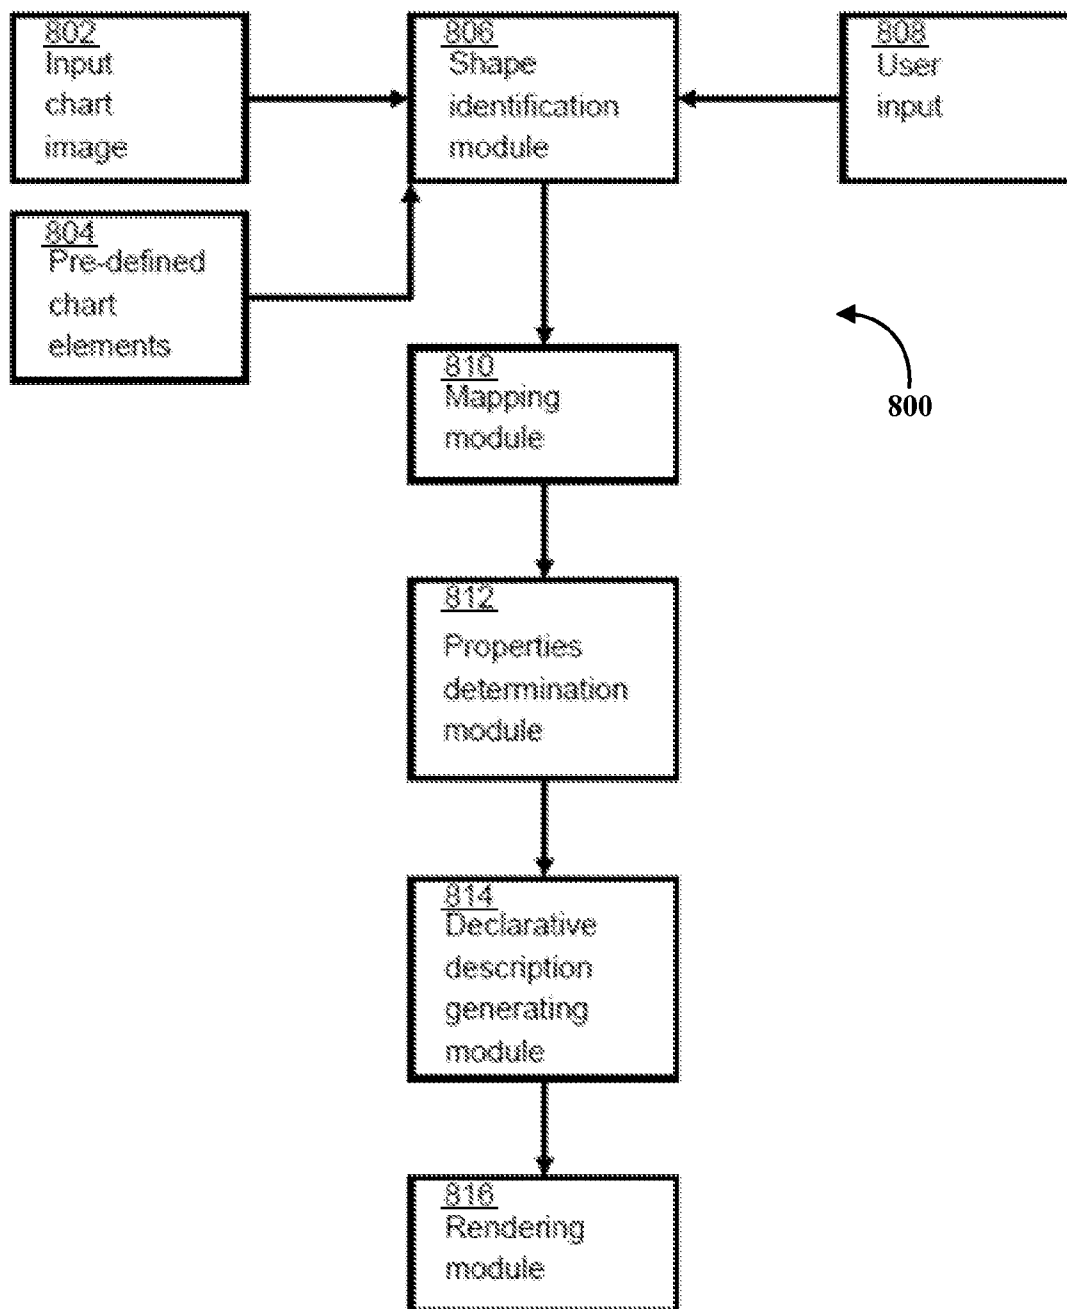 802
Input
chart
image
806
Shape
identification
module
808
User
input
804
Pre-defined
chart
elements
800
810
Mapping
module
812
Properties
determination
module
814
Declarative
description
generating
module
816
Rendering
module